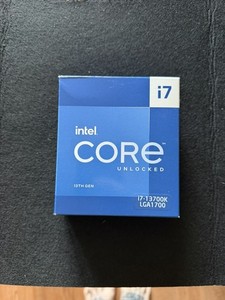 i7
intel
CORE
UNLOCKED
13TH GEN
i7-13700K
LGA1700